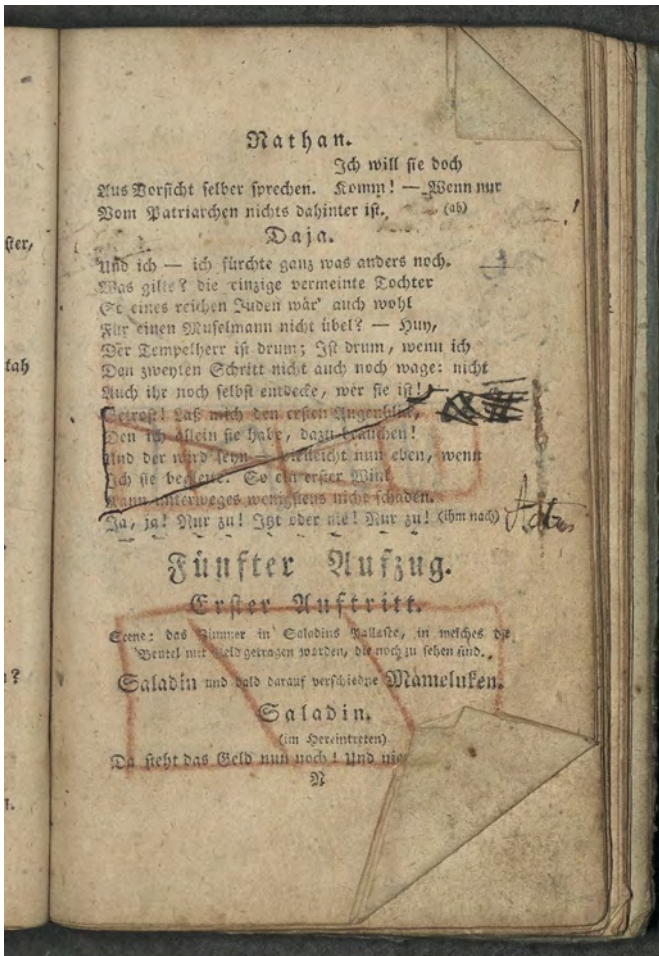 Nathan.
Ich will sie doch
Aus Vorsicht selber sprechen. Komm! — Wenn nur
Vom Patriarchen nichts dahinter ist. (ab)
Daja.
Und ich — ich fürchte ganz was anders noch.
Was gilts? die einzige vermeinte Tochter
So eines reichen Juden wär' auch wohl
Für einen Muselmann nicht übel? — Huy,
Der Tempelherr ist drum; Ist drum, wenn ich
Den zweyten Schritt nicht auch noch wage: nicht
Auch ihr noch selbst entdecke, wer sie ist! —
Getrost! Laß mich den ersten Augenblick,
Den ich allein sie habe, dazu brauchen!
Und der wird seyn — vielleicht nun eben, wenn
Ich sie begleite. So ein erster Wink
Kann unterweges wenigstens nicht schaden.
Ja, ja! Nur zu! Itzt oder nie! Nur zu! (ihm nach)
Fünfter Aufzug.
Erster Auftritt.
Scene: das Zimmer in Saladins Pallaste, in welches die
Beutel mit Geld getragen worden, die noch zu sehen sind.
Saladin und bald darauf verschiedne Mameluken.
Saladin.
(im Hereintreten)
Da steht das Geld nun noch! Und
N
ster,
tah
?